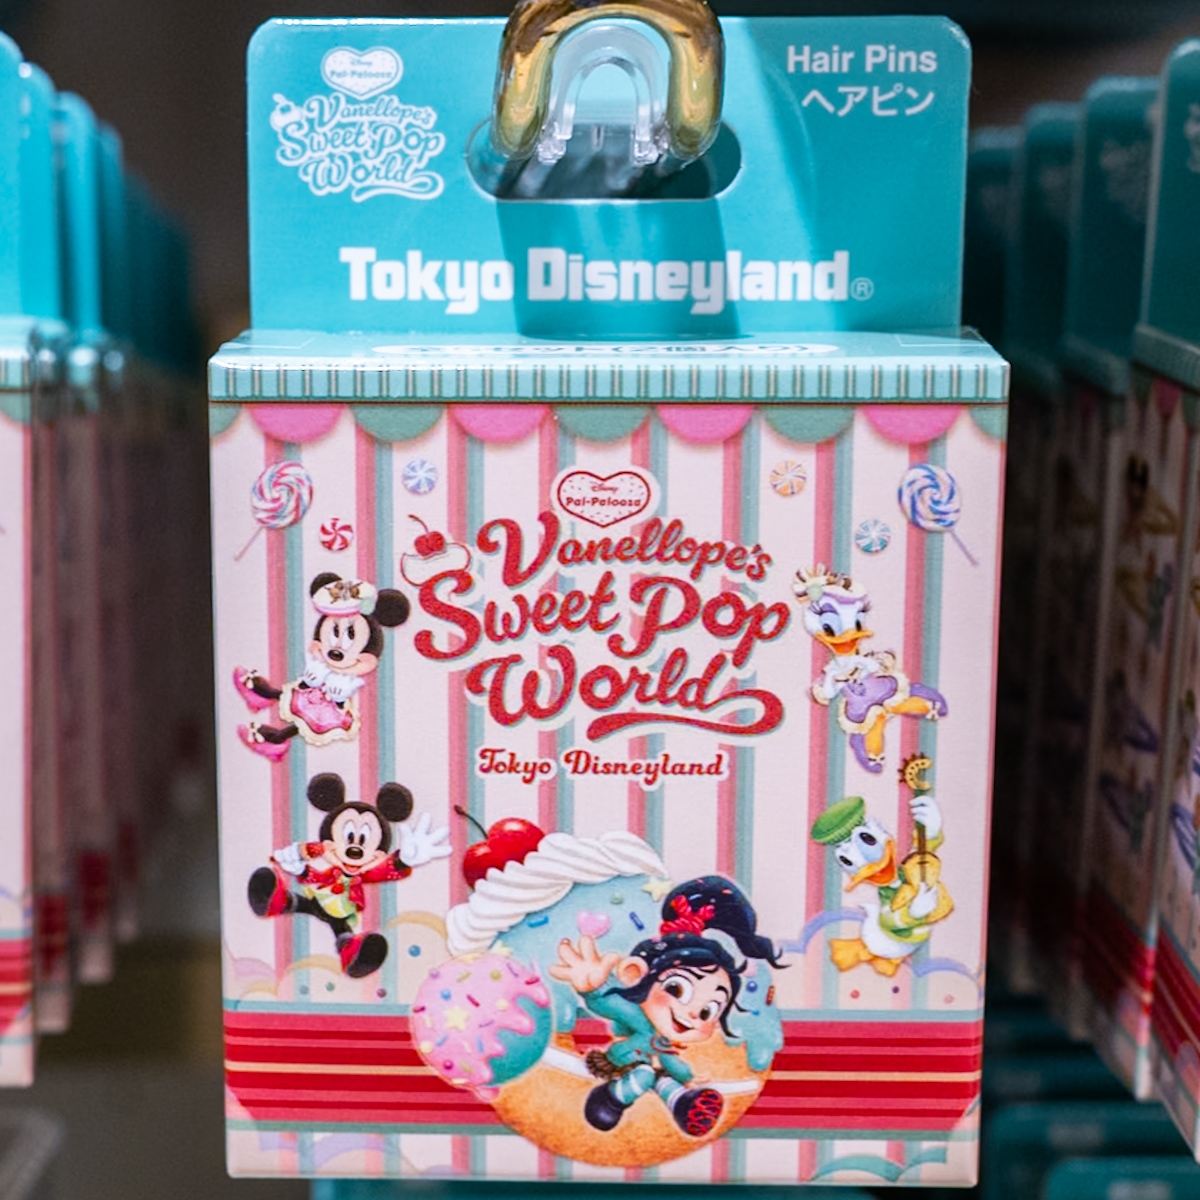 Disney
Pal-Palooza
Vanellope's
Sweet Pop
World
Hair Pins
ヘアピン
Tokyo Disneyland®
Disney
Pal-Palooza
Vanellope's
Sweet Pop
World
Tokyo Disneyland